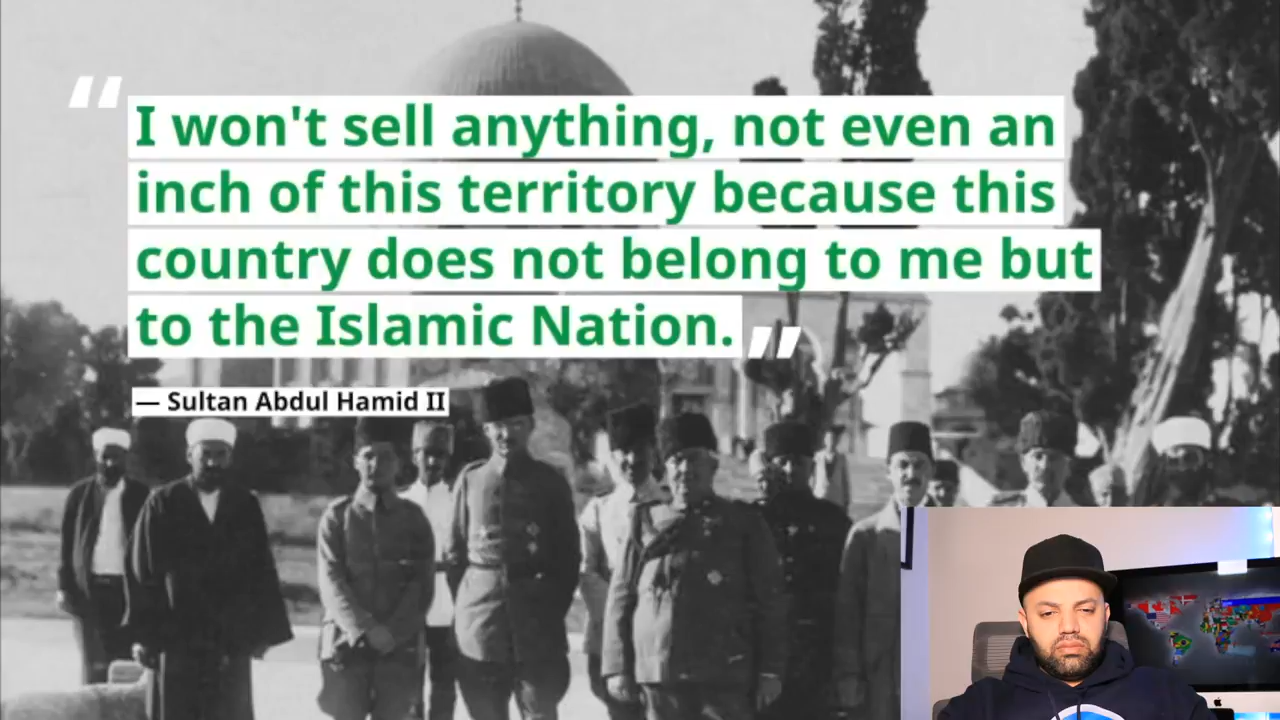 “I won't sell anything, not even an
inch of this territory because this
country does not belong to me but
to the Islamic Nation.”
— Sultan Abdul Hamid II